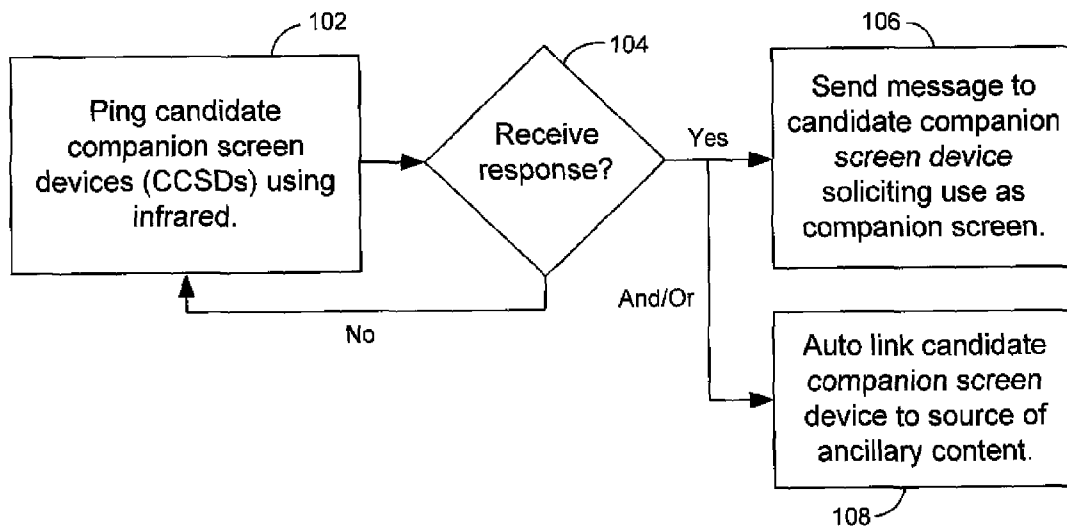 102
Ping candidate
companion screen
devices (CCSDs) using
infrared.
104
Receive
response?
Yes
No
And/Or
106
Send message to
candidate companion
screen device
soliciting use as
companion screen.
Auto link candidate
companion screen
device to source of
ancillary content.
108